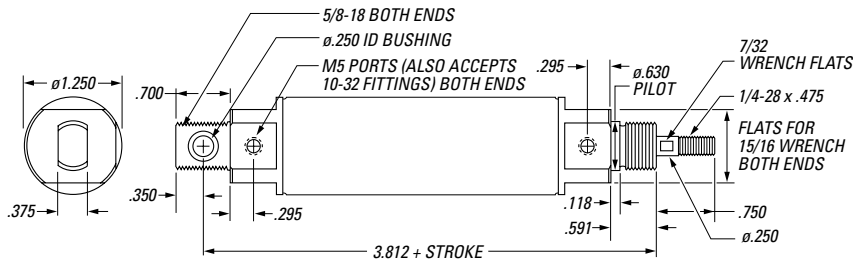 5/8-18 BOTH ENDS
ø.250 ID BUSHING
M5 PORTS (ALSO ACCEPTS
10-32 FITTINGS) BOTH ENDS
.295
ø.630
PILOT
7/32
WRENCH FLATS
1/4-28 x .475
ø1.250
.700
FLATS FOR
15/16 WRENCH
BOTH ENDS
.375
.350
.295
.118
.591
.750
ø.250
3.812 + STROKE